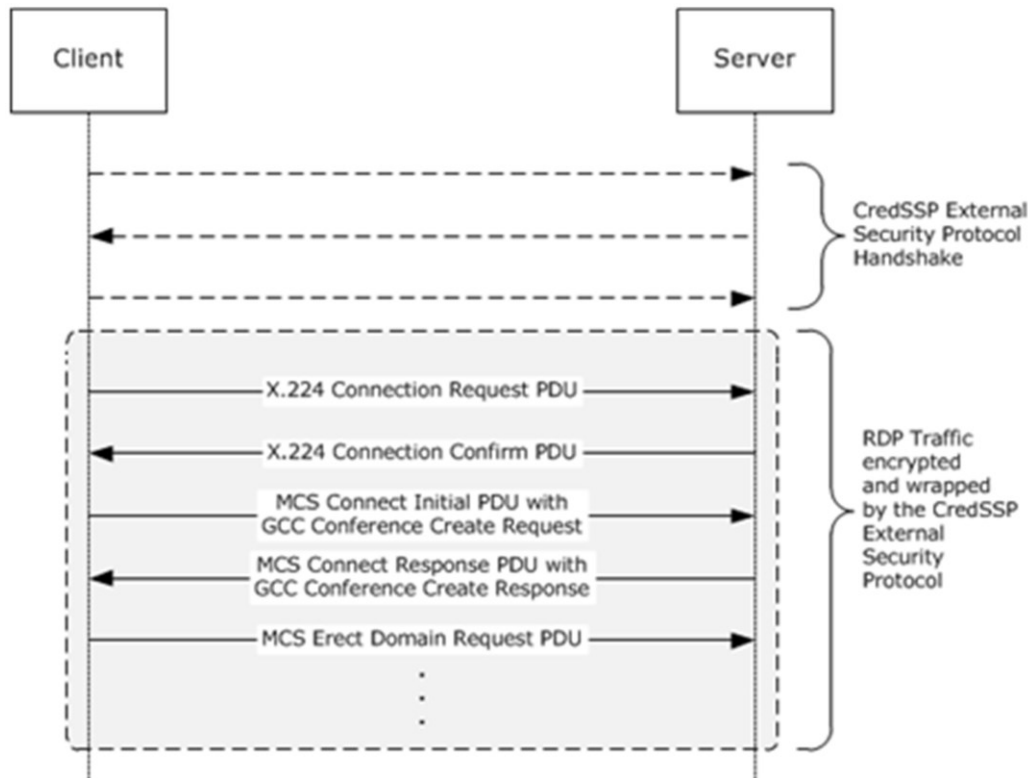 Client
Server
CredSSP External
Security Protocol
Handshake
X.224 Connection Request PDU
X.224 Connection Confirm PDU
MCS Connect Initial PDU with
GCC Conference Create Request
MCS Connect Response PDU with
GCC Conference Create Response
MCS Erect Domain Request PDU
RDP Traffic
encrypted
and wrapped
by the CredSSP
External
Security
Protocol